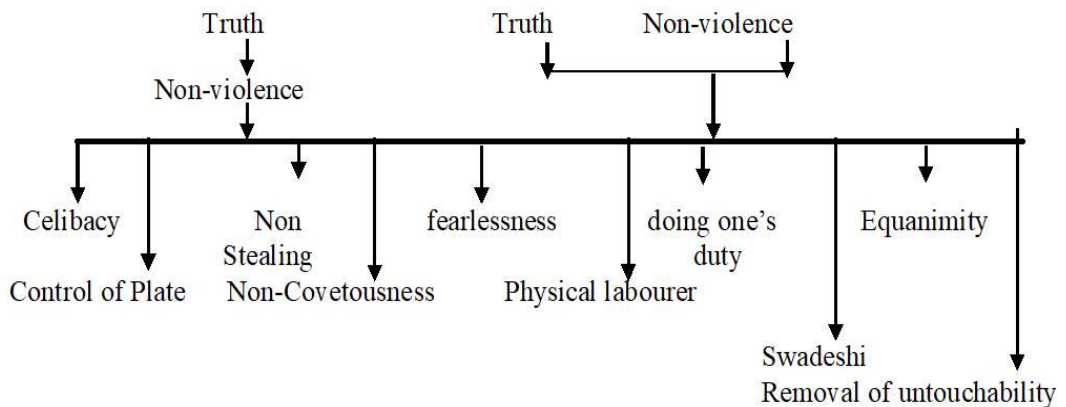 Truth
Truth
Non-violence
Non-violence
Celibacy
Non
Stealing
fearlessness
doing one's
duty
Equanimity
Control of Plate
Non-Covetousness
Physical labourer
Swadeshi
Removal of untouchability